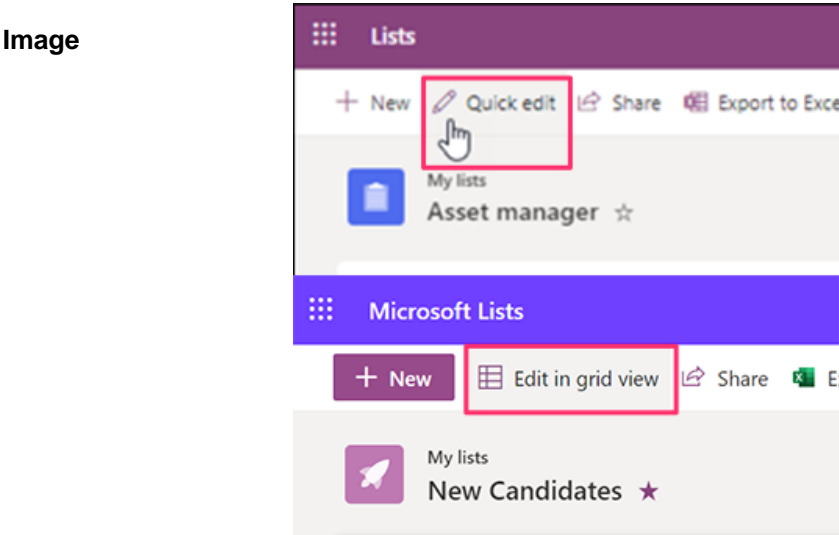 Image
Lists
New Quick edit Share Export to
My lists
Asset manager
Microsoft Lists
New Edit in grid view Share
My lists
New Candidates